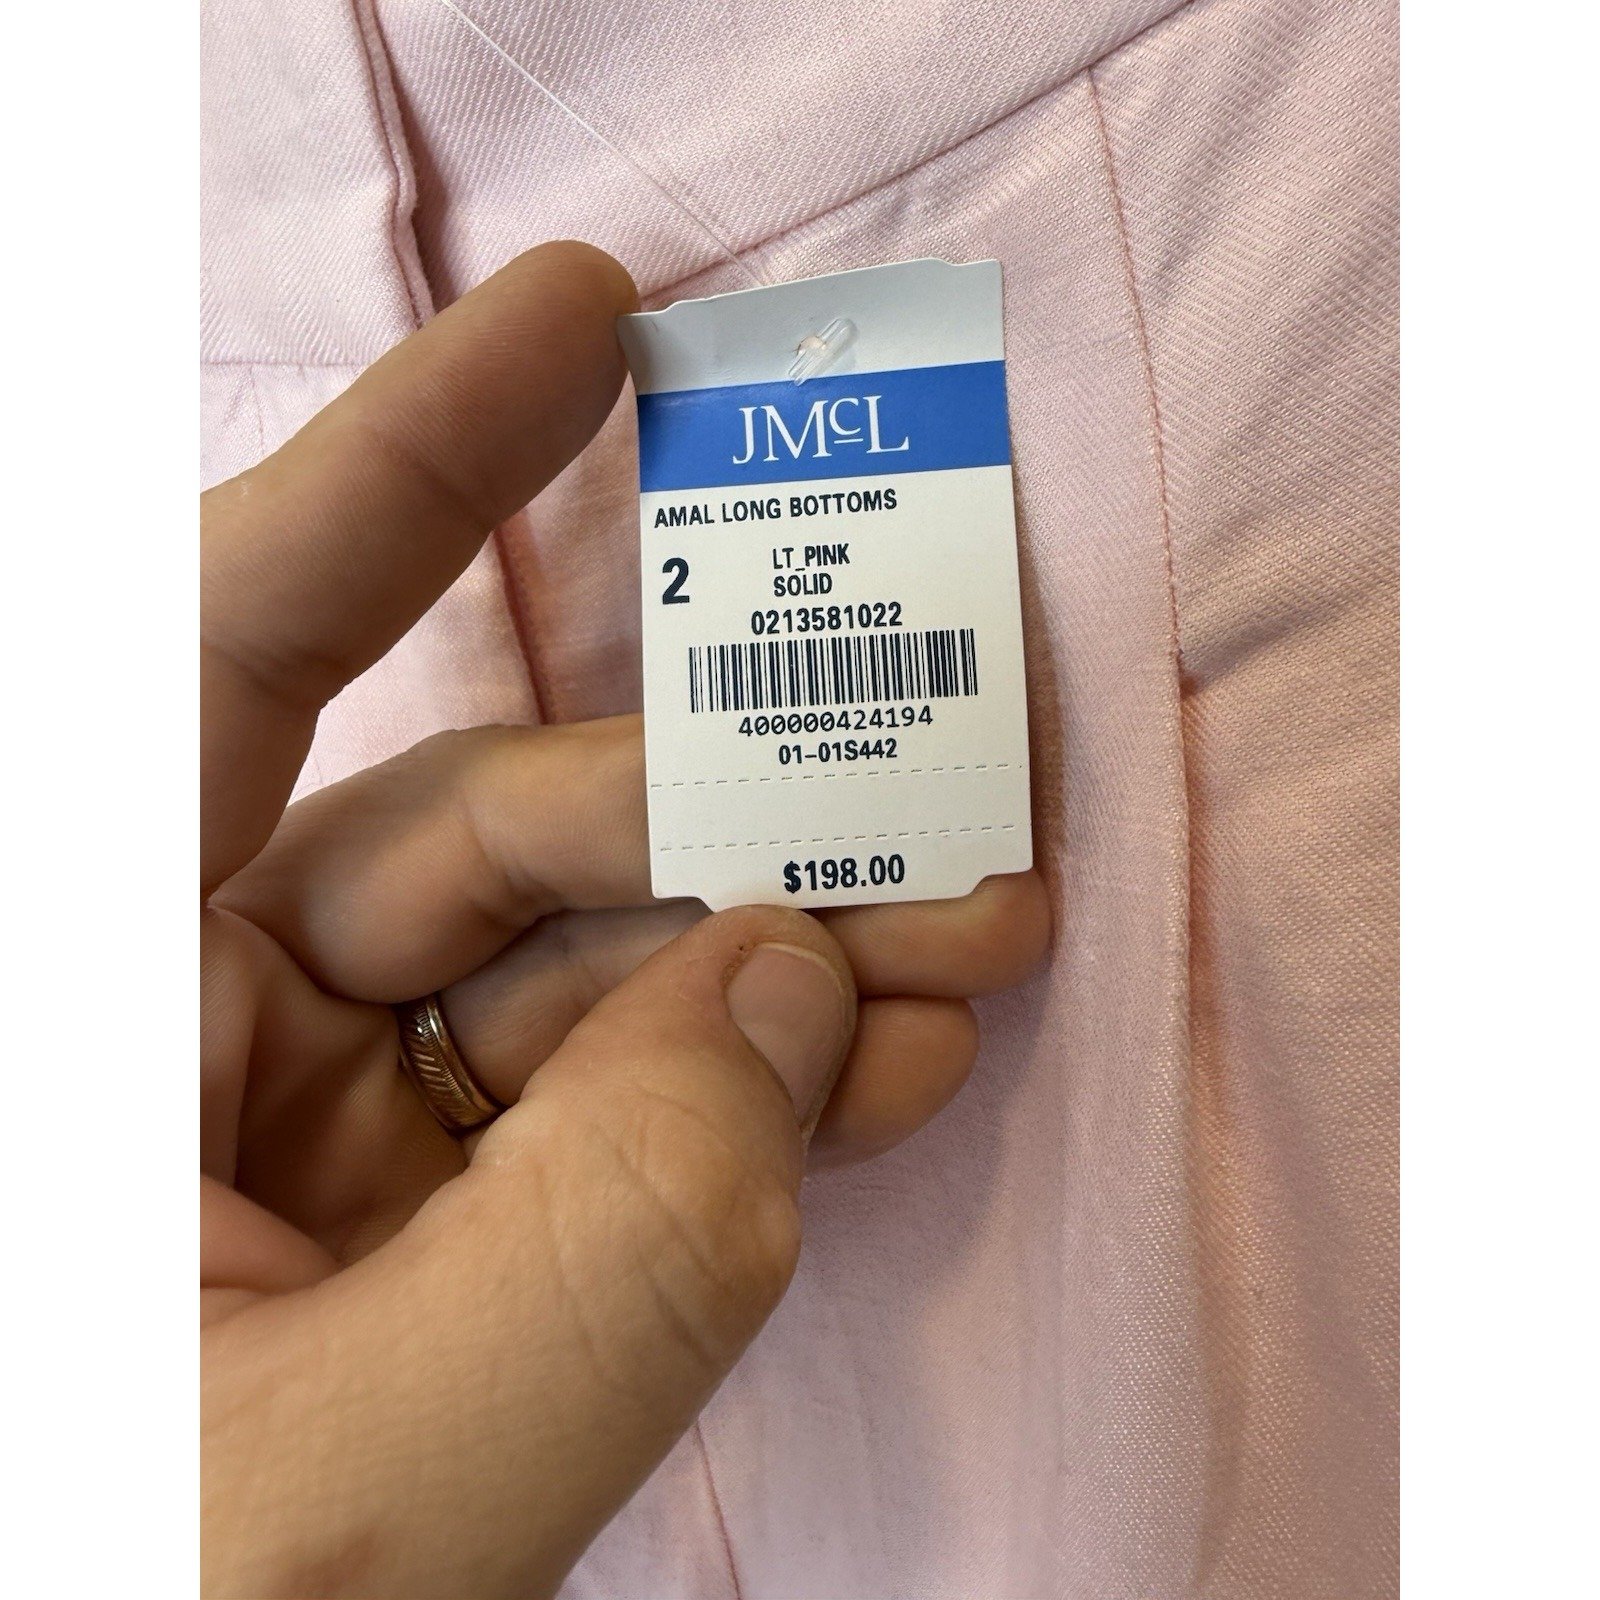 JMcL
AMAL LONG BOTTOMS
2
LT_PINK
SOLID
0213581022
400000424194
01-01S442
$198.00